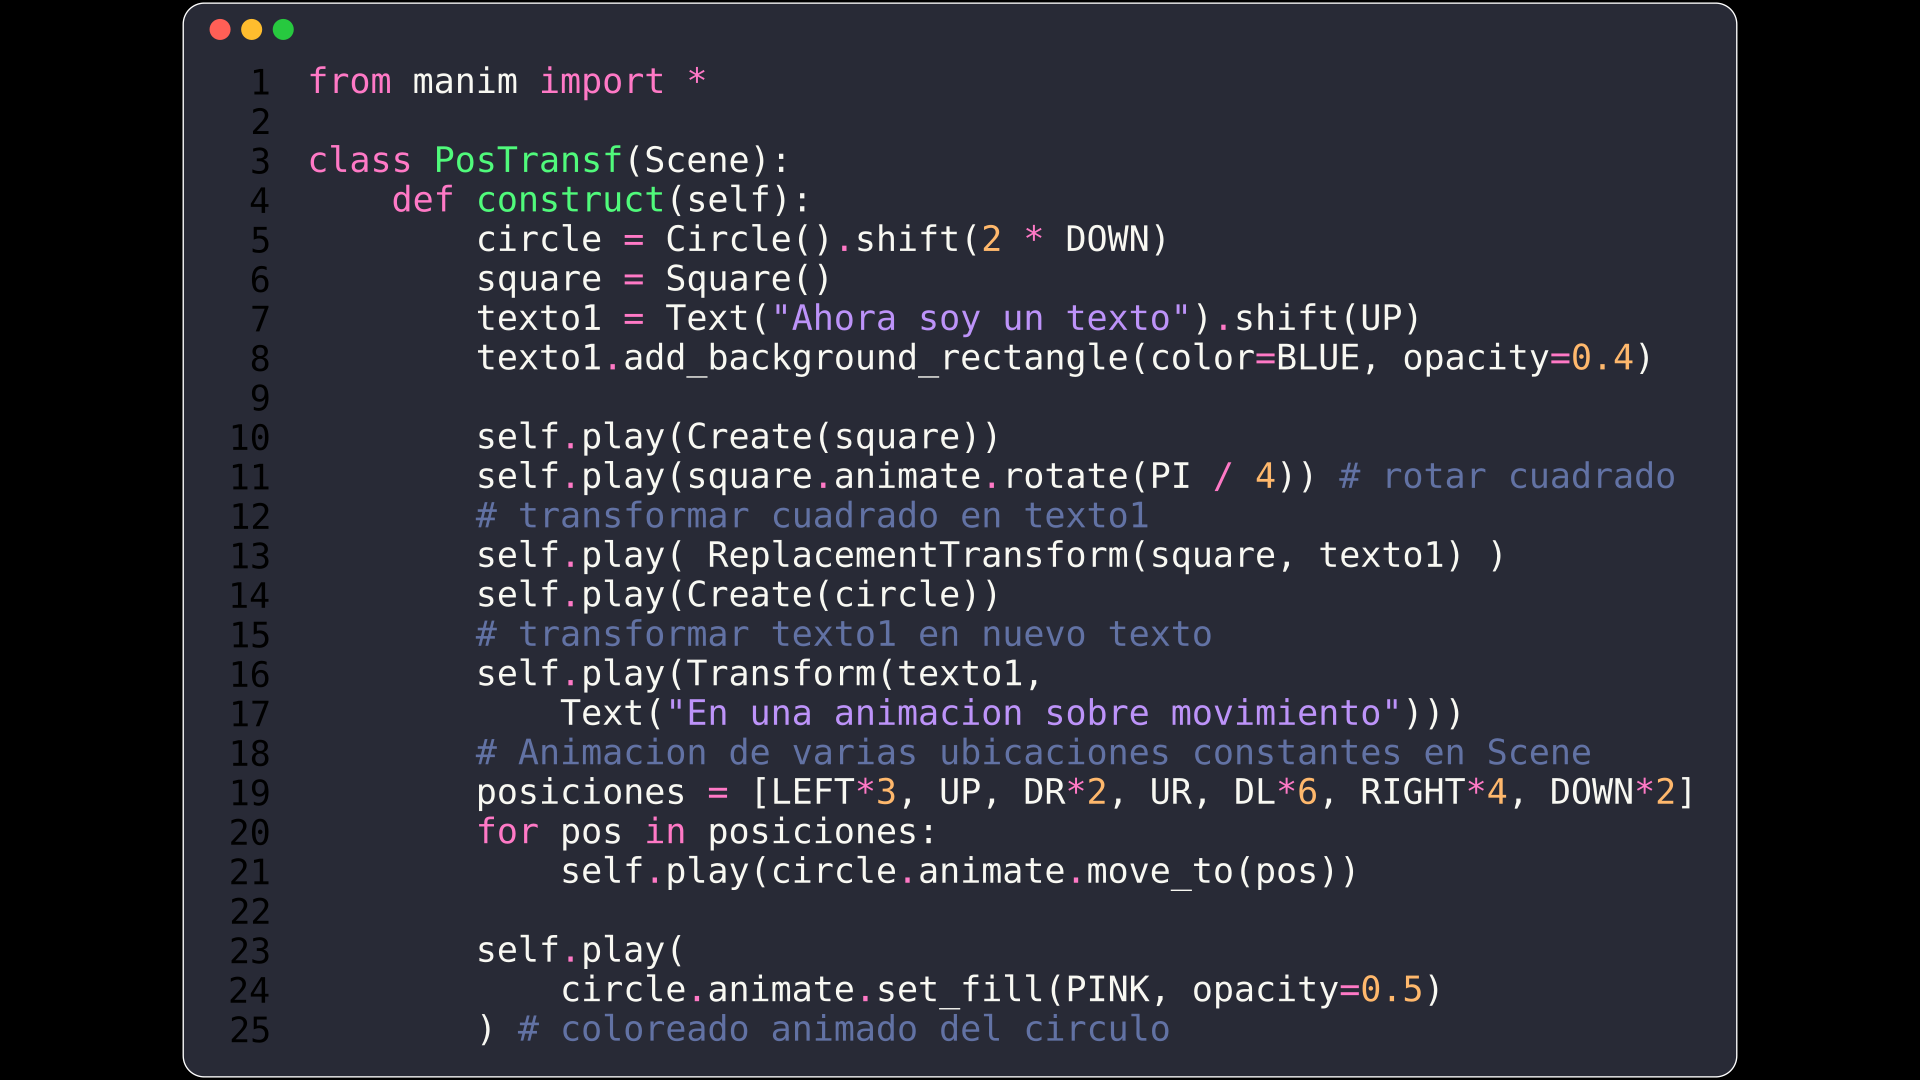 1 from manim import *
2
3 class PosTransf(Scene):
4     def construct(self):
5         circle = Circle().shift(2 * DOWN)
6         square = Square()
7         texto1 = Text("Ahora soy un texto").shift(UP)
8         texto1.add_background_rectangle(color=BLUE, opacity=0.4)
9
10         self.play(Create(square))
11         self.play(square.animate.rotate(PI / 4)) # rotar cuadrado
12         # transformar cuadrado en texto1
13         self.play( ReplacementTransform(square, texto1) )
14         self.play(Create(circle))
15         # transformar texto1 en nuevo texto
16         self.play(Transform(texto1,
17             Text("En una animacion sobre movimiento")))
18         # Animacion de varias ubicaciones constantes en Scene
19         posiciones = [LEFT*3, UP, DR*2, UR, DL*6, RIGHT*4, DOWN*2]
20         for pos in posiciones:
21             self.play(circle.animate.move_to(pos))
22
23         self.play(
24             circle.animate.set_fill(PINK, opacity=0.5)
25         ) # coloreado animado del circulo